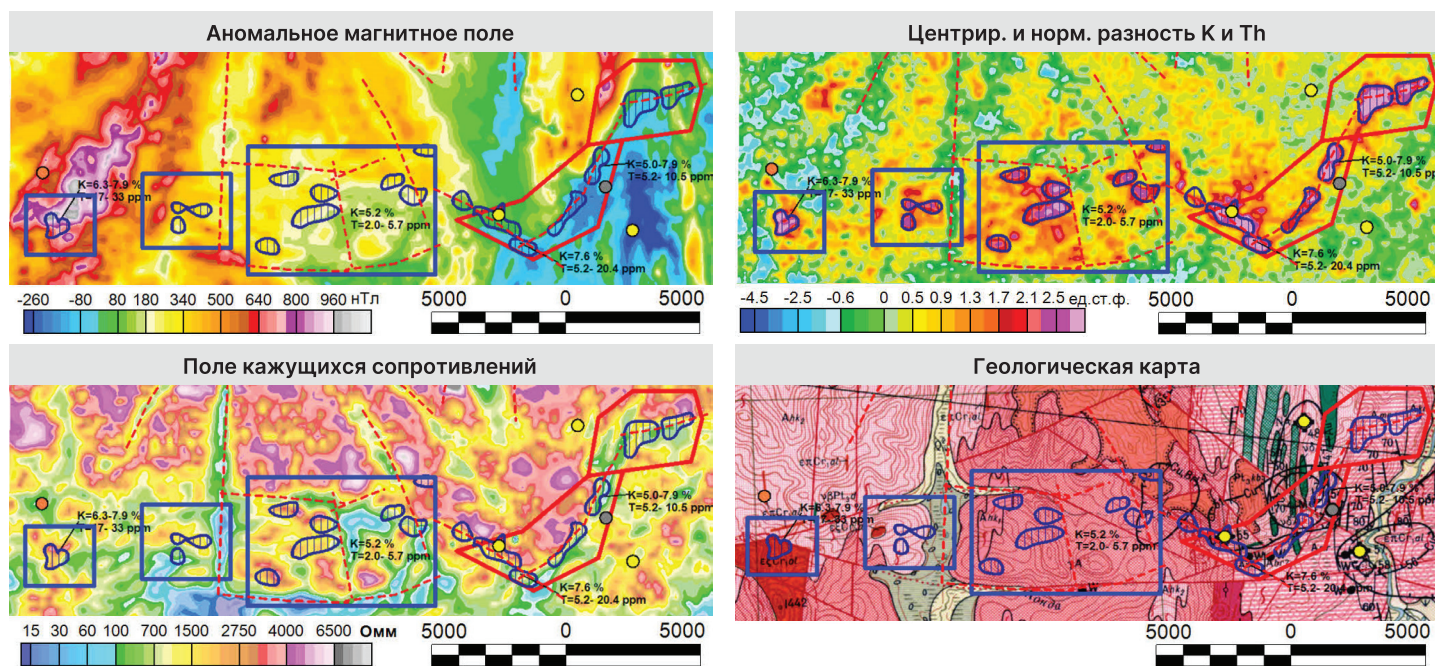 Аномальное магнитное поле
K=6.3-7.9 %
K=5.2 %
T=2.0- 5.7 ppm
K=5.0-7.9 %
T=5.2- 10.5 ppm
K=7.6 %
T=5.2- 20.4 ppm
-260 -80 80 180 340 500 640 800 960 нТл
5000 0 5000
Центрир. и норм. разность K и Th
K=6.3-7.9 %
K=5.2 %
T=2.0- 5.7 ppm
K=5.0-7.9 %
T=5.2- 10.5 ppm
K=7.6 %
T=5.2- 20.4 ppm
-4.5 -2.5 -0.6 0 0.5 0.9 1.3 1.7 2.1 2.5 ед.ст.ф.
5000 0 5000
Поле кажущихся сопротивлений
K=6.3-7.9 %
K=5.2 %
T=2.0- 5.7 ppm
K=5.0-7.9 %
T=5.2- 10.5 ppm
K=7.6 %
T=5.2- 20.4 ppm
15 30 60 100 700 1500 2750 4000 6500 Омм
5000 0 5000
Геологическая карта
K=5.2 %
T=2.0- 5.7 ppm
K=5.0-7.9 %
T=5.2- 10.5 ppm
K=7.6 %
1442
5000 0 5000